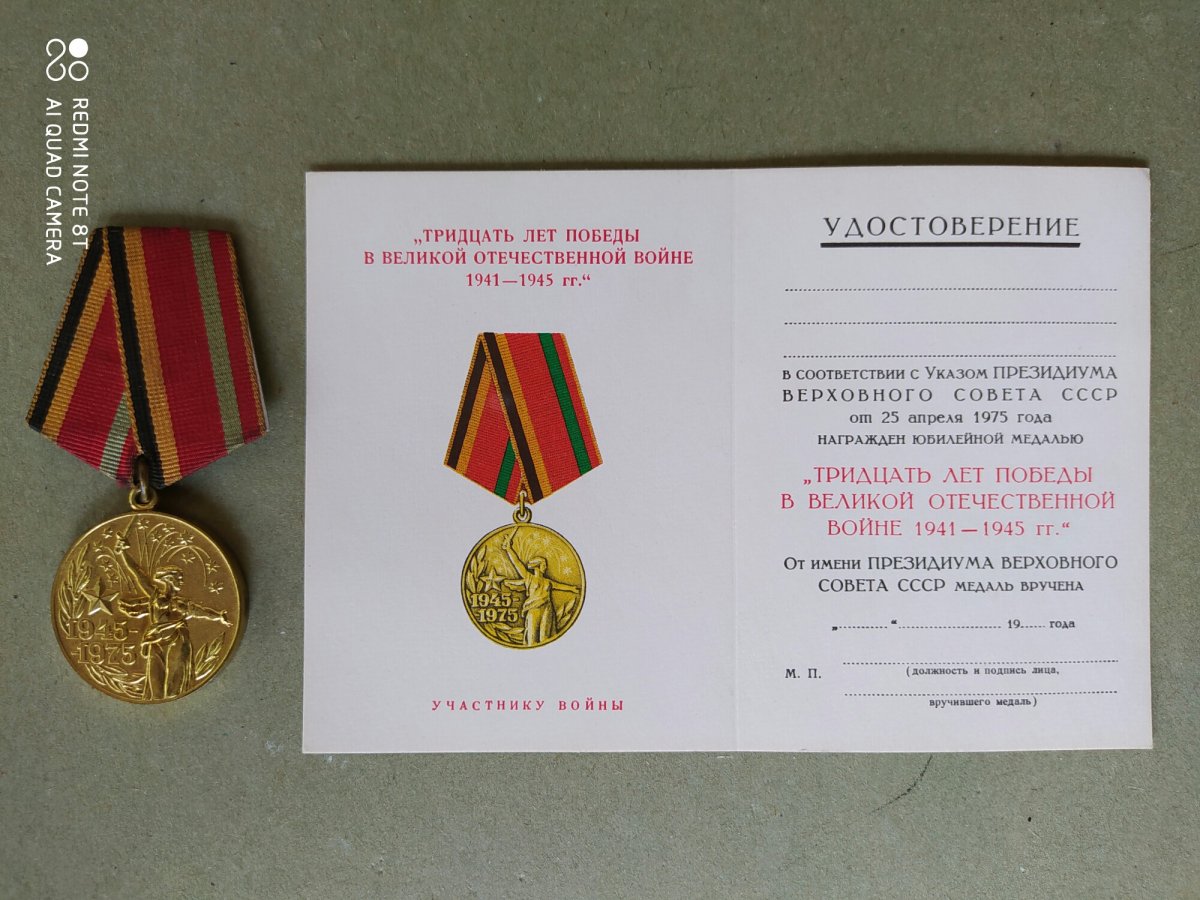 REDMI NOTE 8T
AI QUAD CAMERA
1945-
-1975
„ТРИДЦАТЬ ЛЕТ ПОБЕДЫ
В ВЕЛИКОЙ ОТЕЧЕСТВЕННОЙ ВОЙНЕ
1941—1945 гг.“
1945-
-1975
УЧАСТНИКУ ВОЙНЫ
УДОСТОВЕРЕНИЕ
В СООТВЕТСТВИИ С УКАЗОМ ПРЕЗИДИУМА
ВЕРХОВНОГО СОВЕТА СССР
от 25 апреля 1975 года
НАГРАЖДЕН ЮБИЛЕЙНОЙ МЕДАЛЬЮ
„ТРИДЦАТЬ ЛЕТ ПОБЕДЫ
В ВЕЛИКОЙ ОТЕЧЕСТВЕННОЙ
ВОЙНЕ 1941—1945 гг.“
ОТ ИМЕНИ ПРЕЗИДИУМА ВЕРХОВНОГО
СОВЕТА СССР МЕДАЛЬ ВРУЧЕНА
„..........“.................... 19...... года
М. П.
(должность и подпись лица,
вручившего медаль)